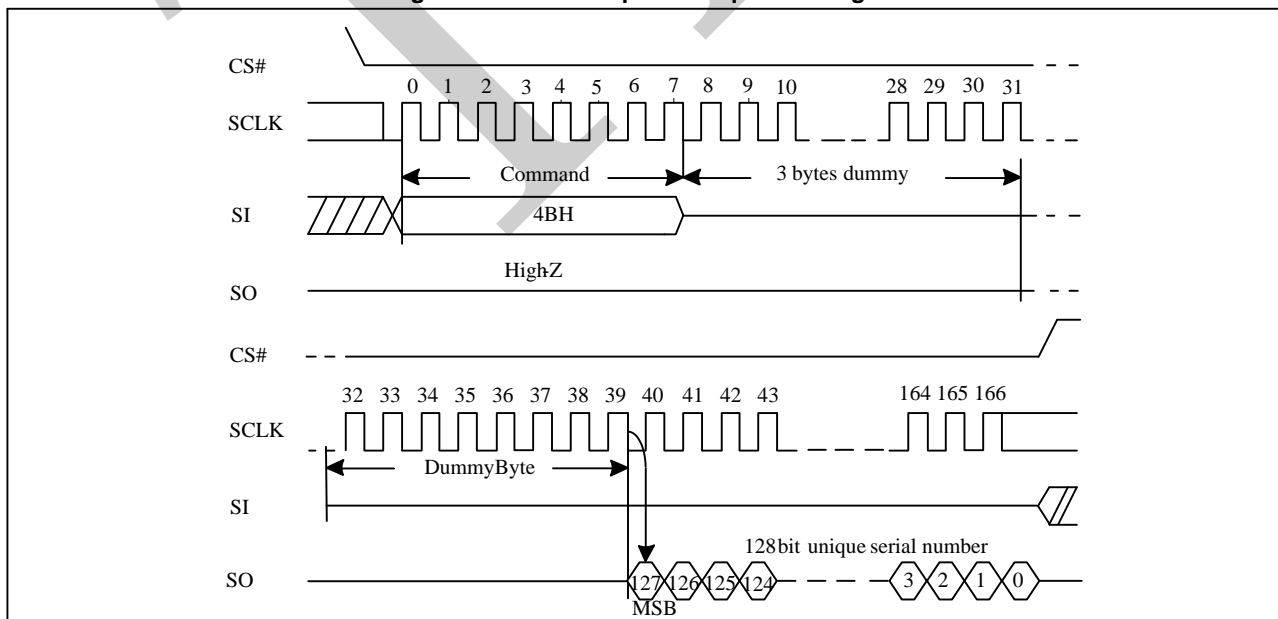 CS#
0 1 2 3 4 5 6 7 8 9 10 28 29 30 31
SCLK
Command 3 bytes dummy
SI 4BH
High-Z
SO
CS#
32 33 34 35 36 37 38 39 40 41 42 43 164 165 166
SCLK
DummyByte
SI
128bit unique serial number
SO 127 126 125 124 3 2 1 0
MSB